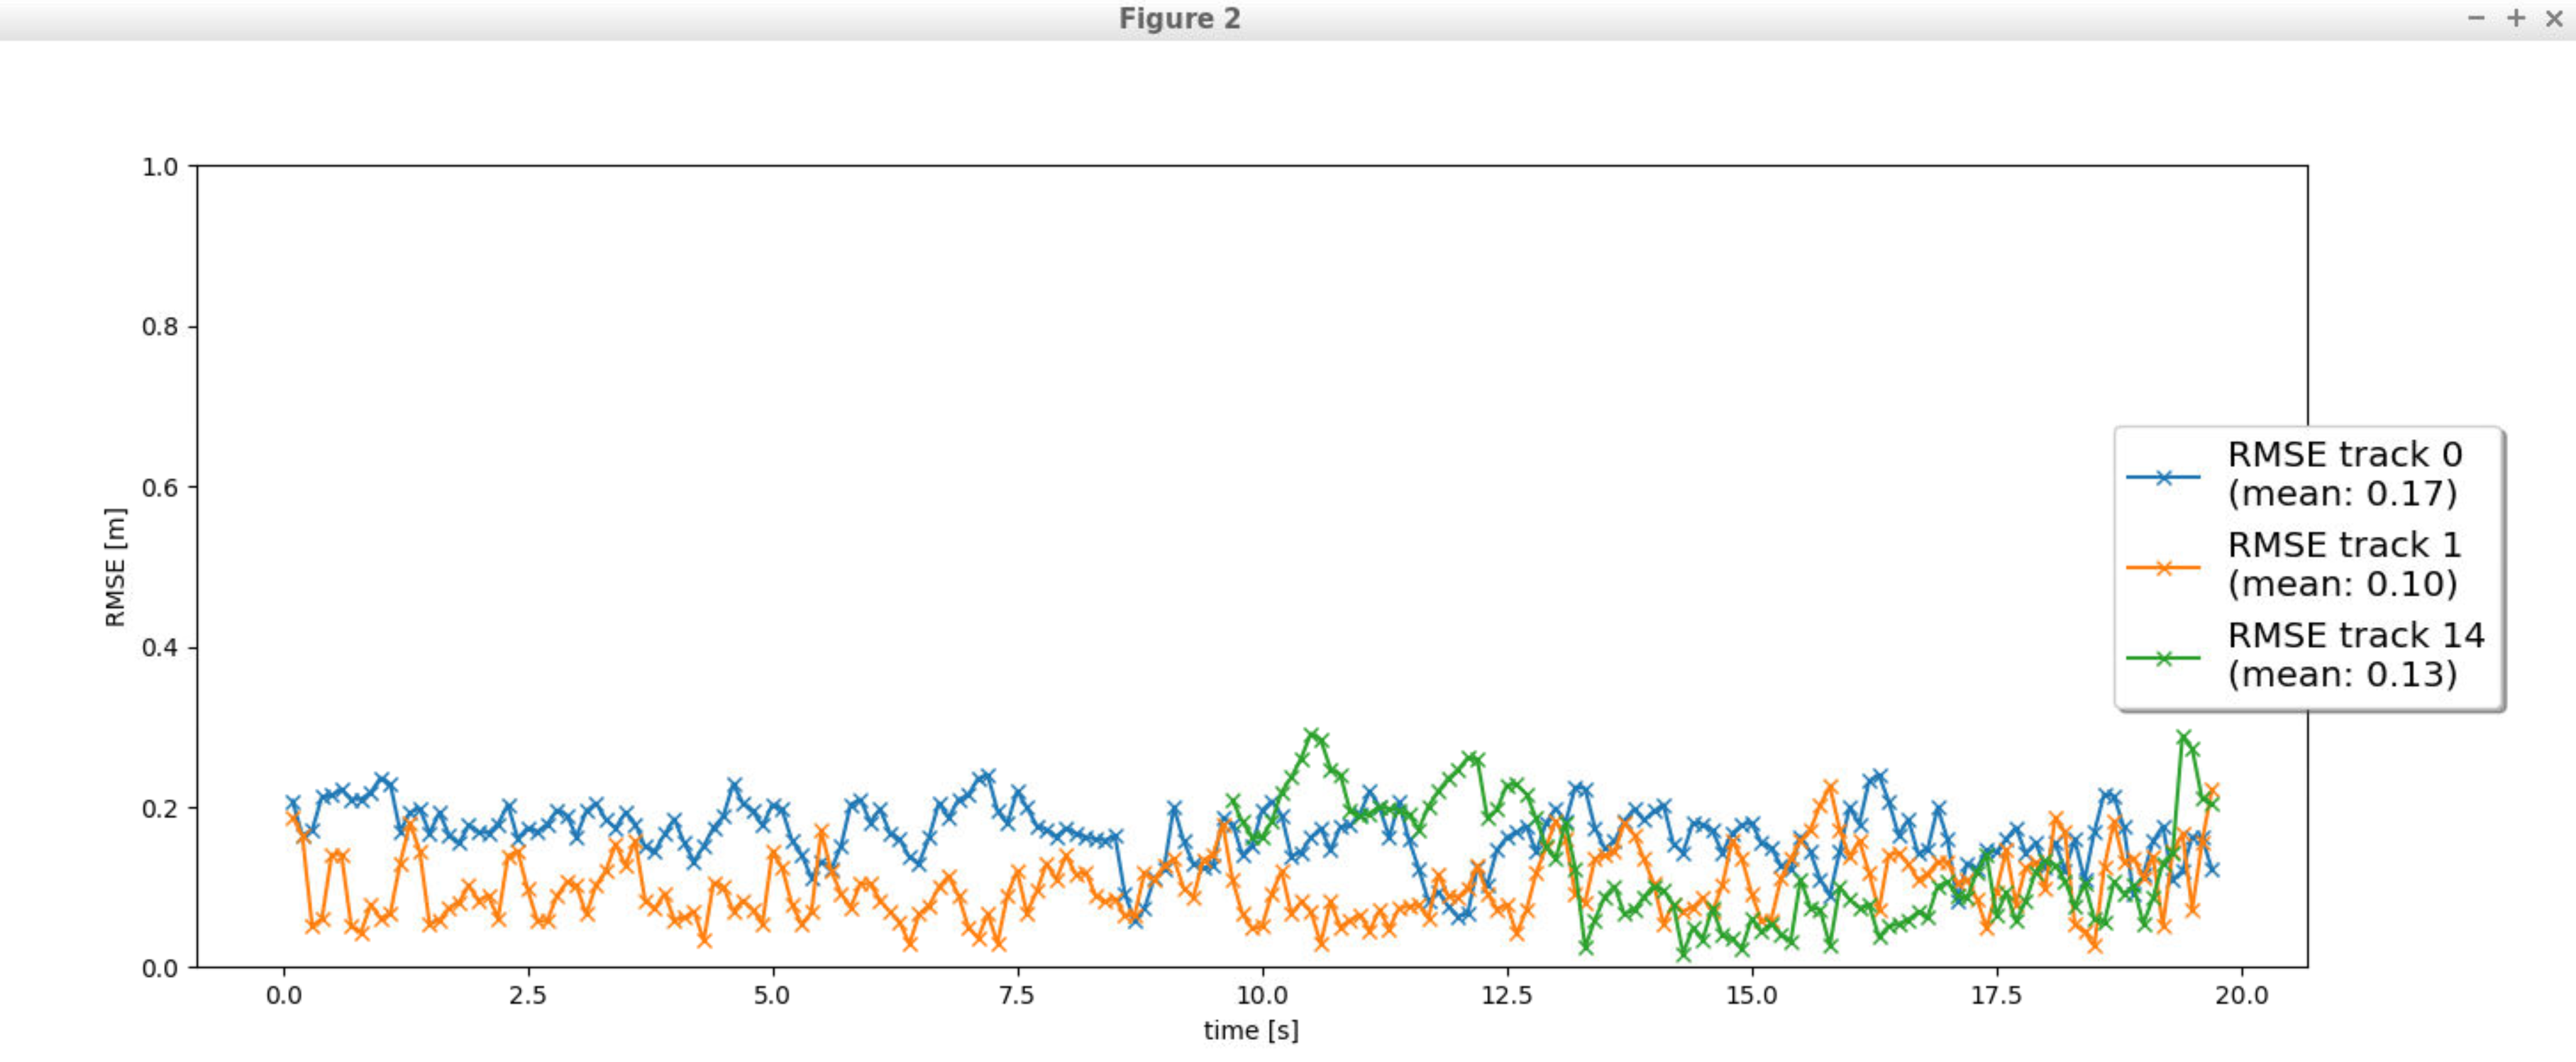 Figure 2
1.0
0.8
0.6
0.4
0.2
0.0
RMSE [m]
0.0 2.5 5.0 7.5 10.0 12.5 15.0 17.5 20.0
time [s]
RMSE track 0
(mean: 0.17)
RMSE track 1
(mean: 0.10)
RMSE track 14
(mean: 0.13)